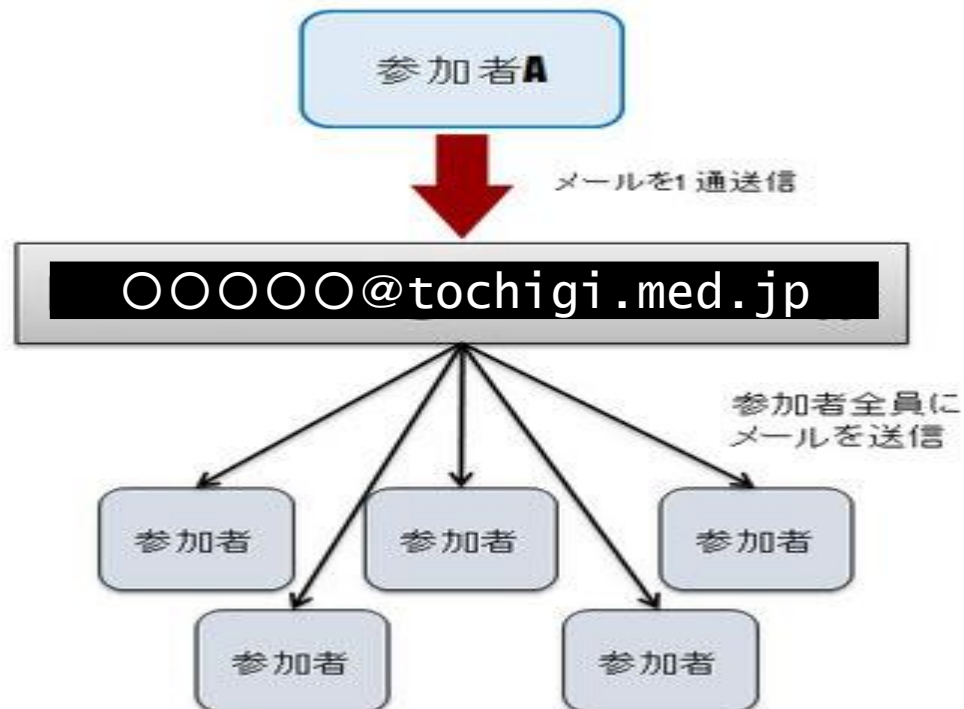 参加者A
メールを1通送信
○○○○○@tochigi.med.jp
参加者全員に
メールを送信
参加者
参加者
参加者
参加者
参加者